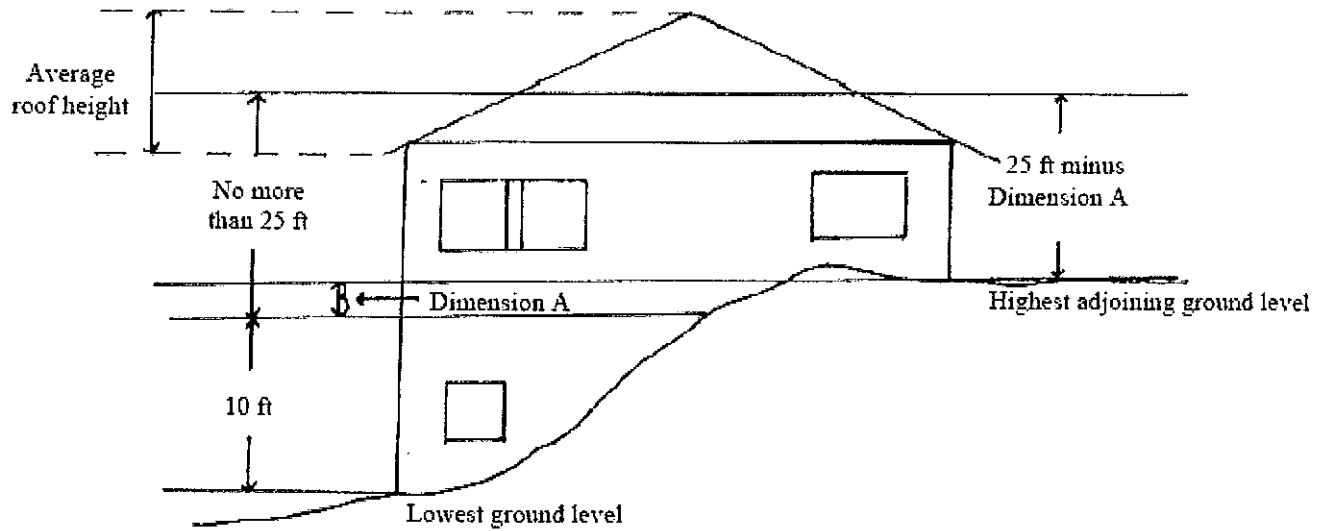 Average
roof height
No more
than 25 ft
25 ft minus
Dimension A
Dimension A
Highest adjoining ground level
10 ft
Lowest ground level